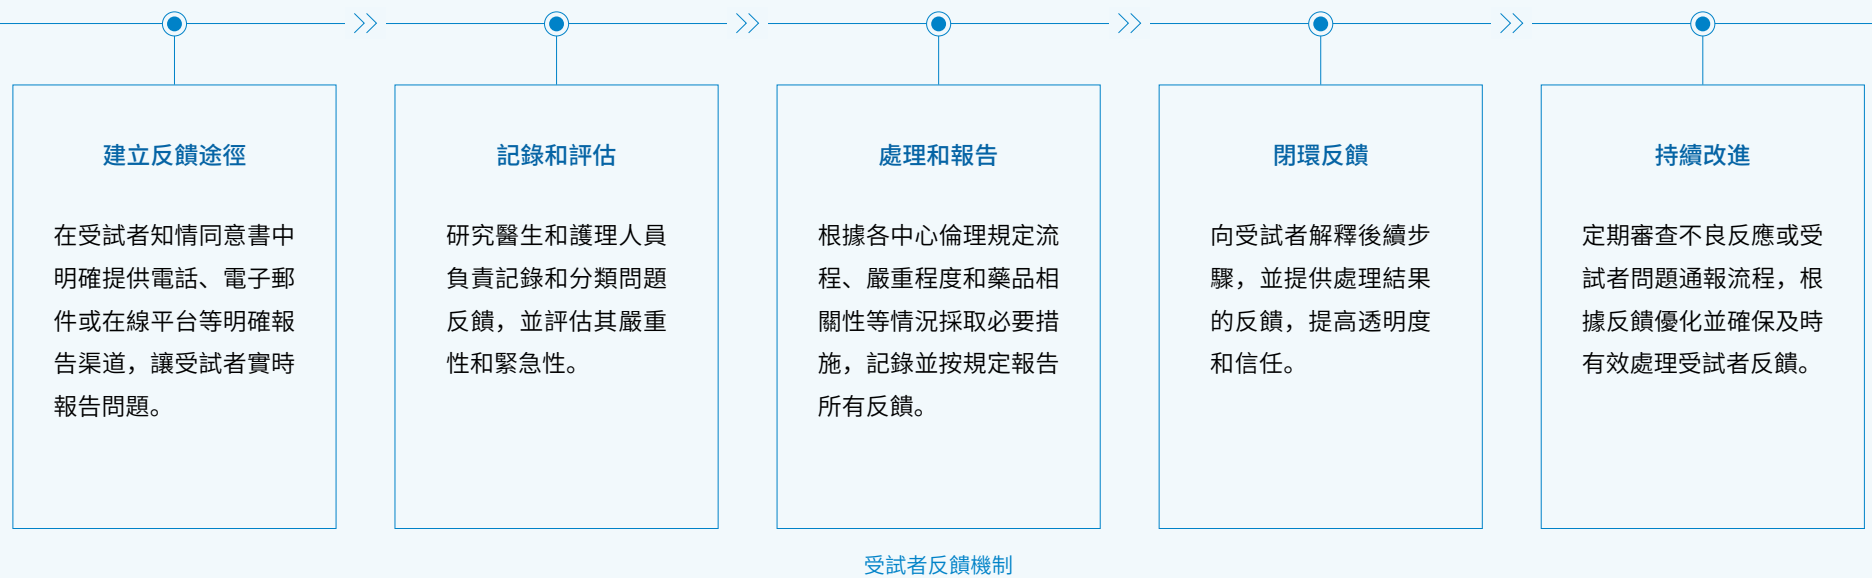 建立反饋途徑
在受試者知情同意書中
明確提供電話、電子郵
件或在線平台等明確報
告渠道，讓受試者實時
報告問題。
記錄和評估
研究醫生和護理人員
負責記錄和分類問題
反饋，並評估其嚴重
性和緊急性。
處理和報告
根據各中心倫理規定流
程、嚴重程度和藥品相
關性等情況採取必要措
施，記錄並按規定報告
所有反饋。
閉環反饋
向受試者解釋後續步
驟，並提供處理結果
的反饋，提高透明度
和信任。
持續改進
定期審查不良反應或受
試者問題通報流程，根
據反饋優化並確保及時
有效處理受試者反饋。
受試者反饋機制